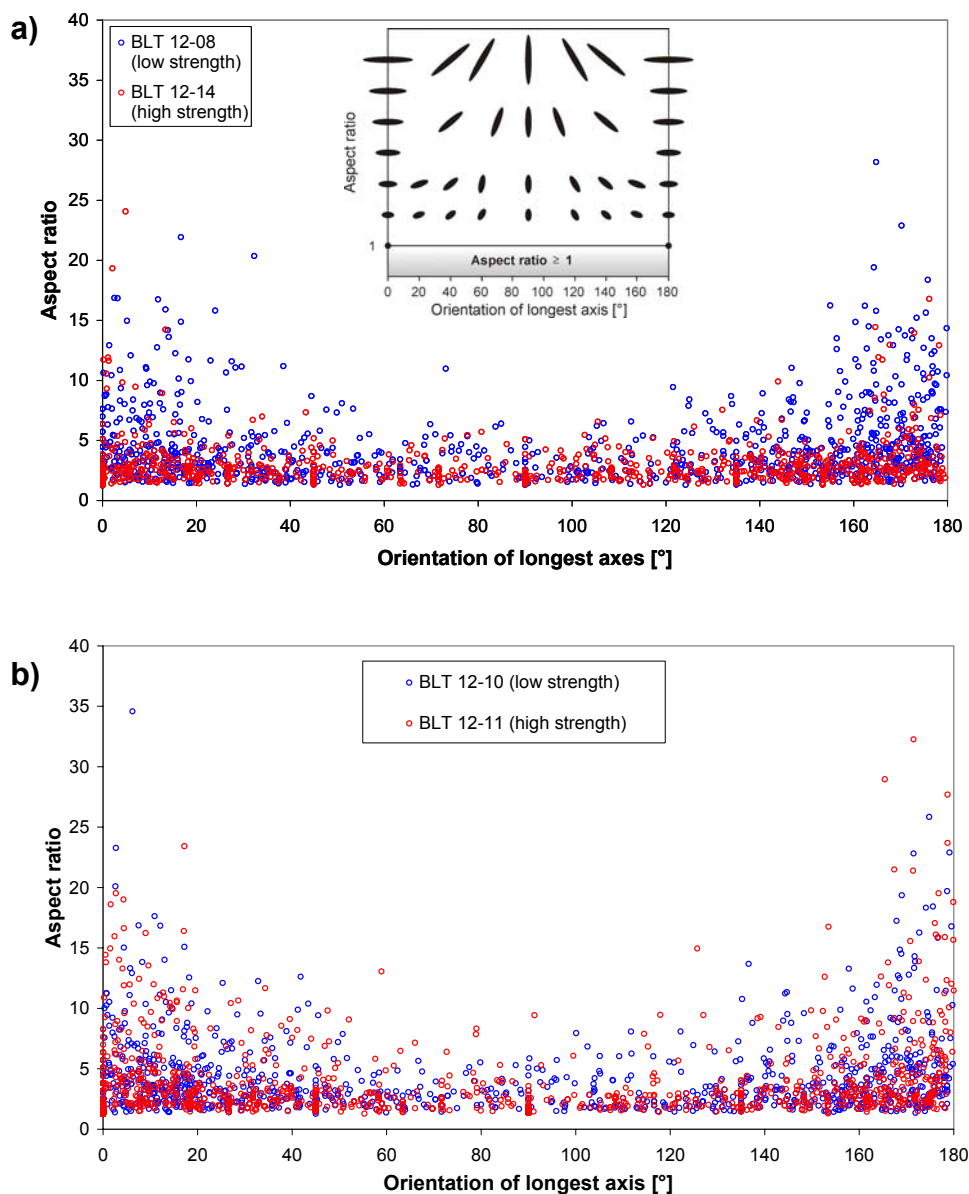 a)
40
35
30
25
20
15
10
5
0
Aspect ratio
BLT 12-08
(low strength)
BLT 12-14
(high strength)
Aspect ratio
1
Aspect ratio ≥ 1
0 20 40 60 80 100 120 140 160 180
Orientation of longest axis [°]
0 20 40 60 80 100 120 140 160 180
Orientation of longest axes [°]
b)
40
35
30
25
20
15
10
5
0
Aspect ratio
BLT 12-10 (low strength)
BLT 12-11 (high strength)
0 20 40 60 80 100 120 140 160 180
Orientation of longest axis [°]